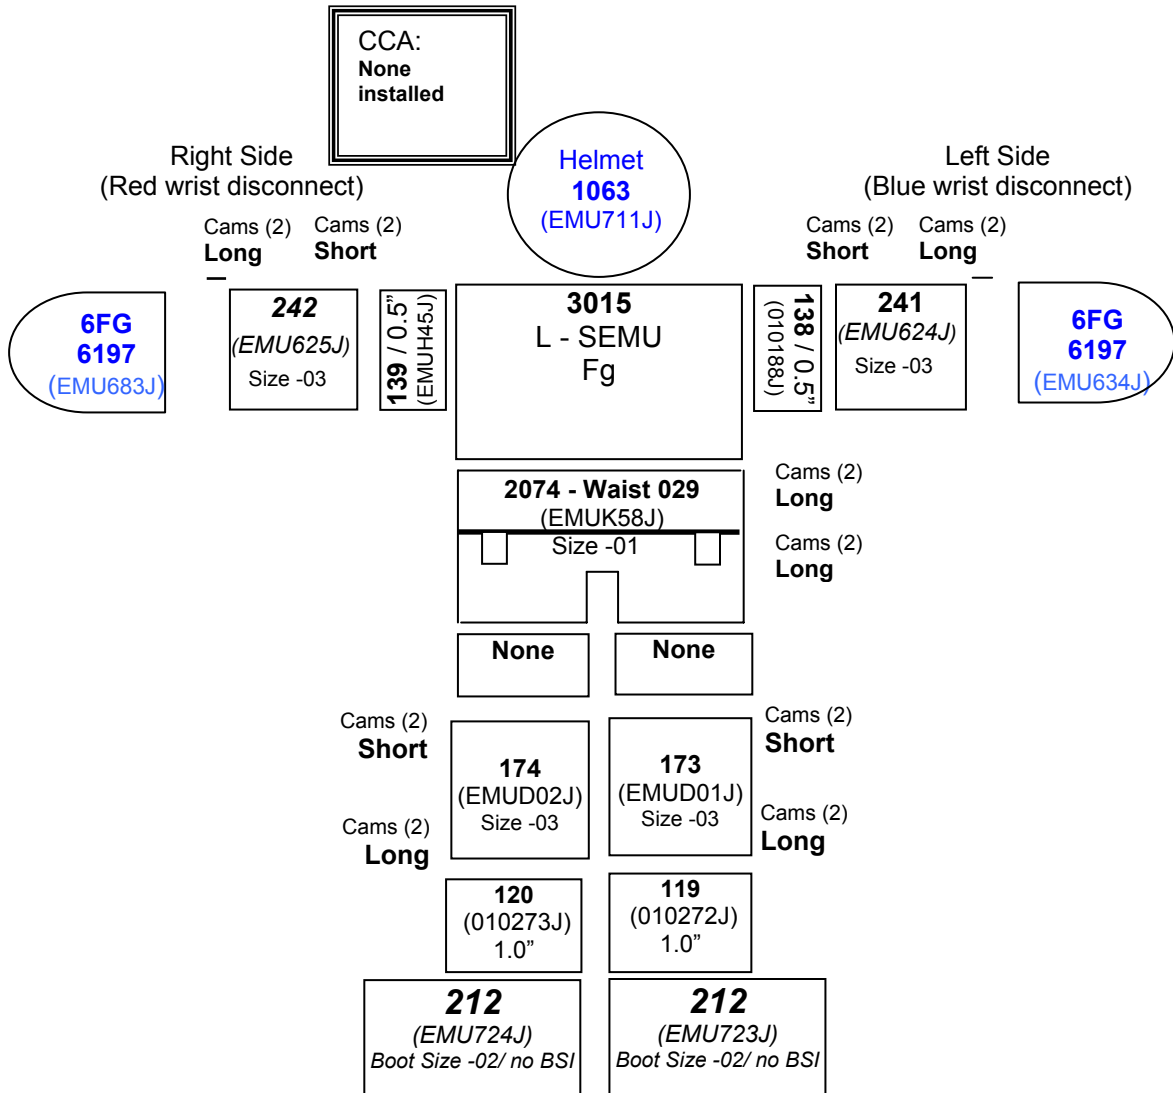 CCA:
None
installed
Right Side
(Red wrist disconnect)
Helmet
1063
(EMU711J)
Left Side
(Blue wrist disconnect)
Cams (2)
Long
Cams (2)
Short
Cams (2)
Short
Cams (2)
Long
6FG
6197
(EMU683J)
242
(EMU625J)
Size -03
139 / 0.5”
(EMUH45J)
3015
L - SEMU
Fg
138 / 0.5”
(010188J)
241
(EMU624J)
Size -03
6FG
6197
(EMU634J)
2074 - Waist 029
(EMUK58J)
Size -01
Cams (2)
Long
Cams (2)
Long
None
None
Cams (2)
Short
174
(EMUD02J)
Size -03
173
(EMUD01J)
Size -03
Cams (2)
Short
Cams (2)
Long
Cams (2)
Long
120
(010273J)
1.0”
119
(010272J)
1.0”
212
(EMU724J)
Boot Size -02/ no BSI
212
(EMU723J)
Boot Size -02/ no BSI